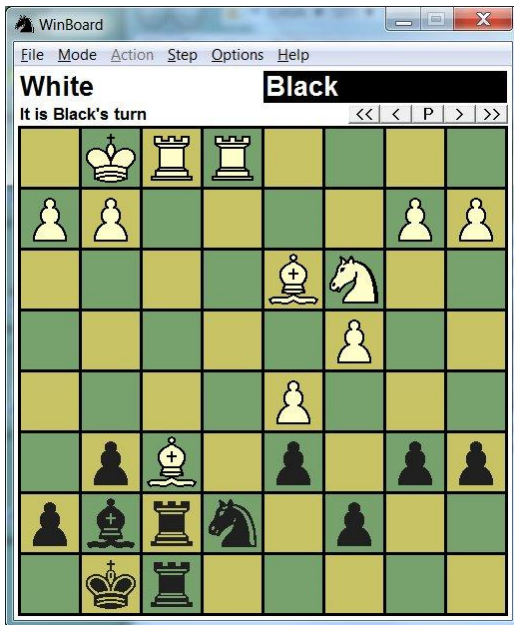 WinBoard
File Mode Action Step Options Help
White Black
It is Black's turn << < P > >>